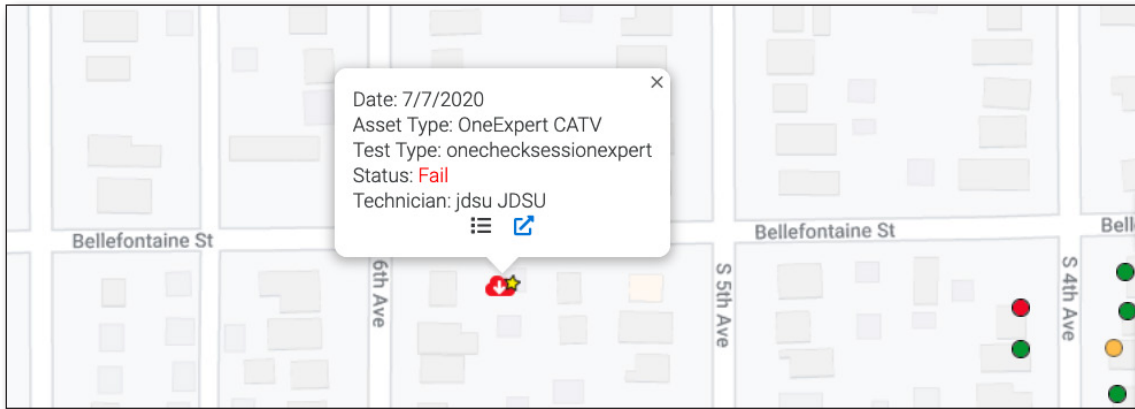 ×
Date: 7/7/2020
Asset Type: OneExpert CATV
Test Type: onechecksessionexpert
Status: Fail
Technician: jdsu JDSU
Bellefontaine St
Bellefontaine St
Bell
6th Ave
S 5th Ave
S 4th Ave